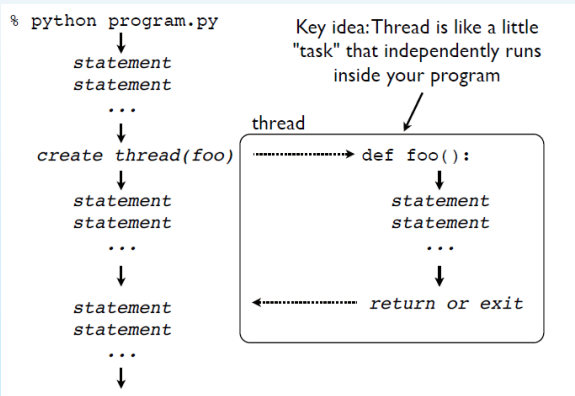 % python program.py
Key idea: Thread is like a little
"task" that independently runs
inside your program
statement
statement
...
thread
create thread(foo)
def foo():
statement
statement
...
statement
statement
...
return or exit
statement
statement
...